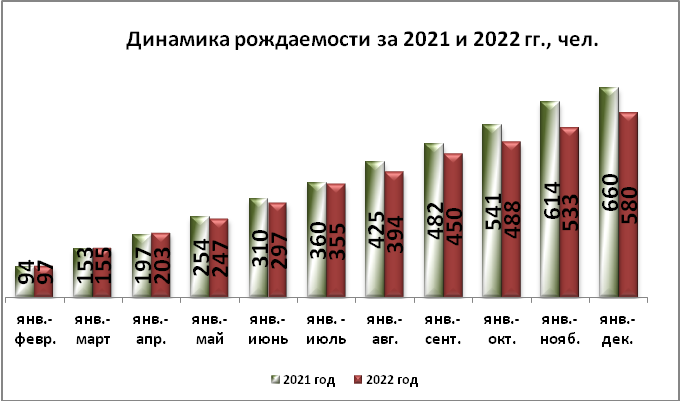 Динамика рождаемости за 2021 и 2022 гг., чел.
94 97 153 155 197 203 254 247 310 297 360 355 425 394 482 450 541 488 614 533 660 580
янв.- янв.- янв.- янв.- янв.- янв. - янв.- янв.- янв.- янв.- янв.-
февр. март апр. май июнь июль авг. сент. окт. нояб. дек.
2021 год 2022 год